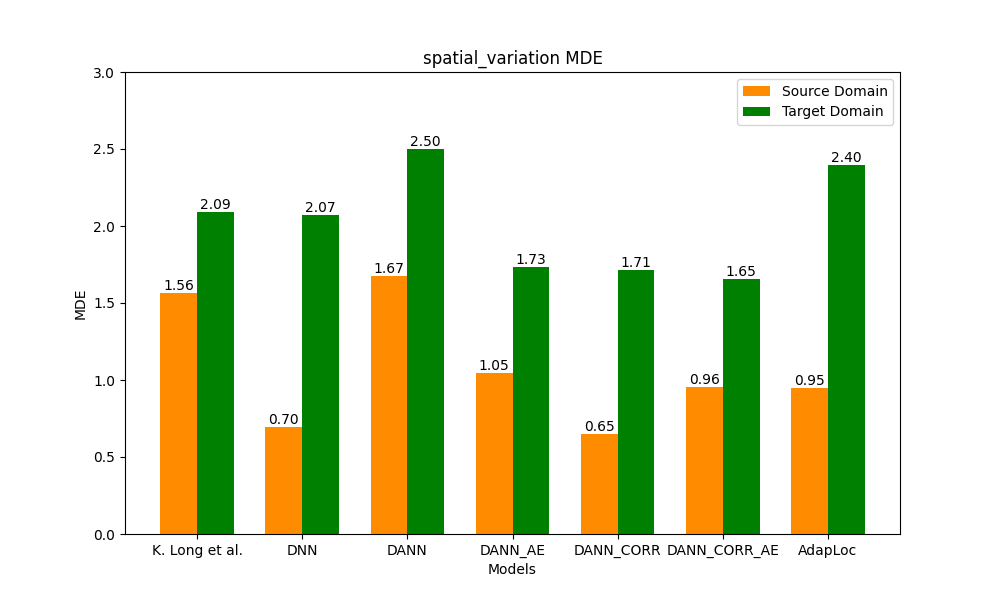 spatial_variation MDE
Source Domain
Target Domain
MDE
3.0
2.5
2.0
1.5
1.0
0.5
0.0
1.56
2.09
0.70
2.07
1.67
2.50
1.05
1.73
0.65
1.71
0.96
1.65
0.95
2.40
K. Long et al.
DNN
DANN
DANN_AE
DANN_CORR
DANN_CORR_AE
AdapLoc
Models